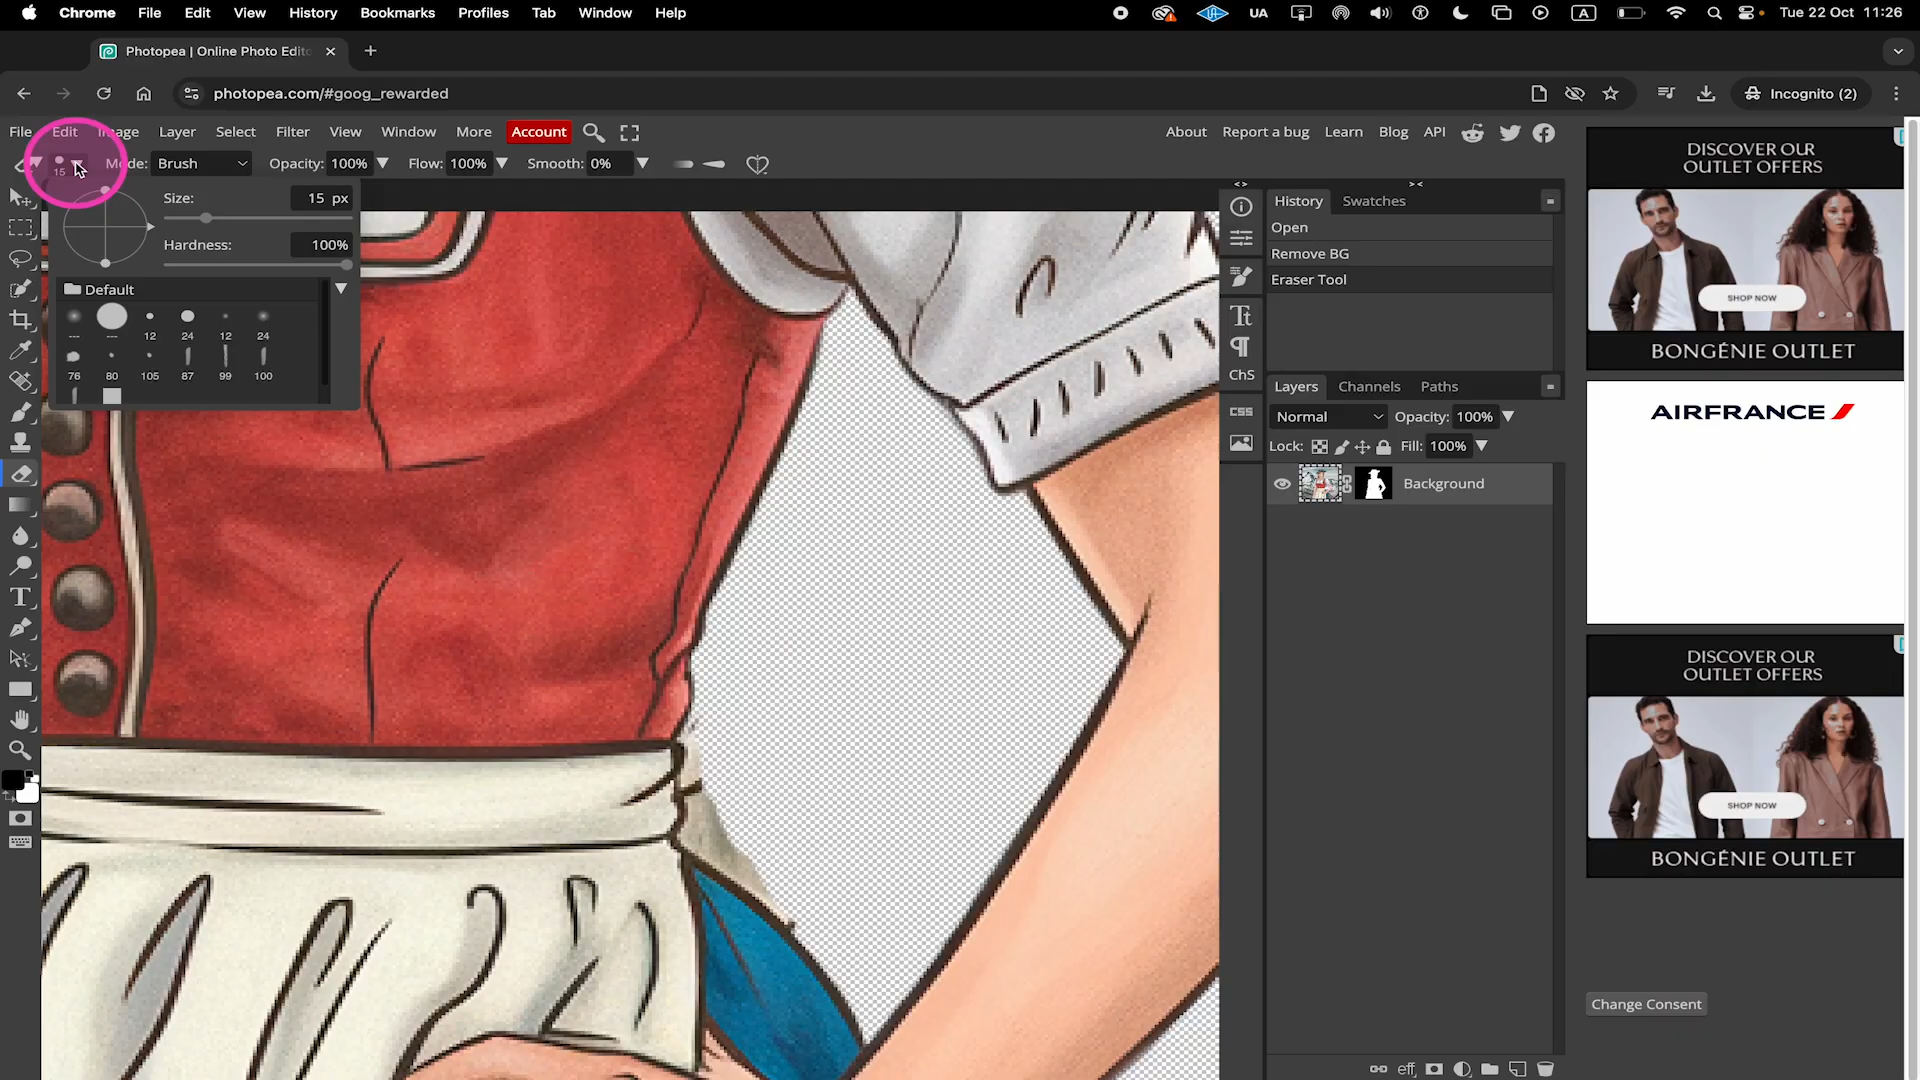 Chrome File Edit View History Bookmarks Profiles Tab Window Help UA A Tue 22 Oct 11:26
Photopea | Online Photo Edito
photopea.com/#goog_rewarded Incognito (2)
File Edit Image Layer Select Filter View Window More Account About Report a bug Learn Blog API
15 Mode: Brush Opacity: 100% Flow: 100% Smooth: 0%
Size: 15 px
Hardness: 100%
Default
--- --- 12 24 12 24
76 80 105 87 99 100
History Swatches
Open
Remove BG
Eraser Tool
ChS
CSS
Layers Channels Paths
Normal Opacity: 100%
Lock: Fill: 100%
Background
eff
DISCOVER OUR
OUTLET OFFERS
SHOP NOW
BONGÉNIE OUTLET
AIRFRANCE
DISCOVER OUR
OUTLET OFFERS
SHOP NOW
BONGÉNIE OUTLET
Change Consent